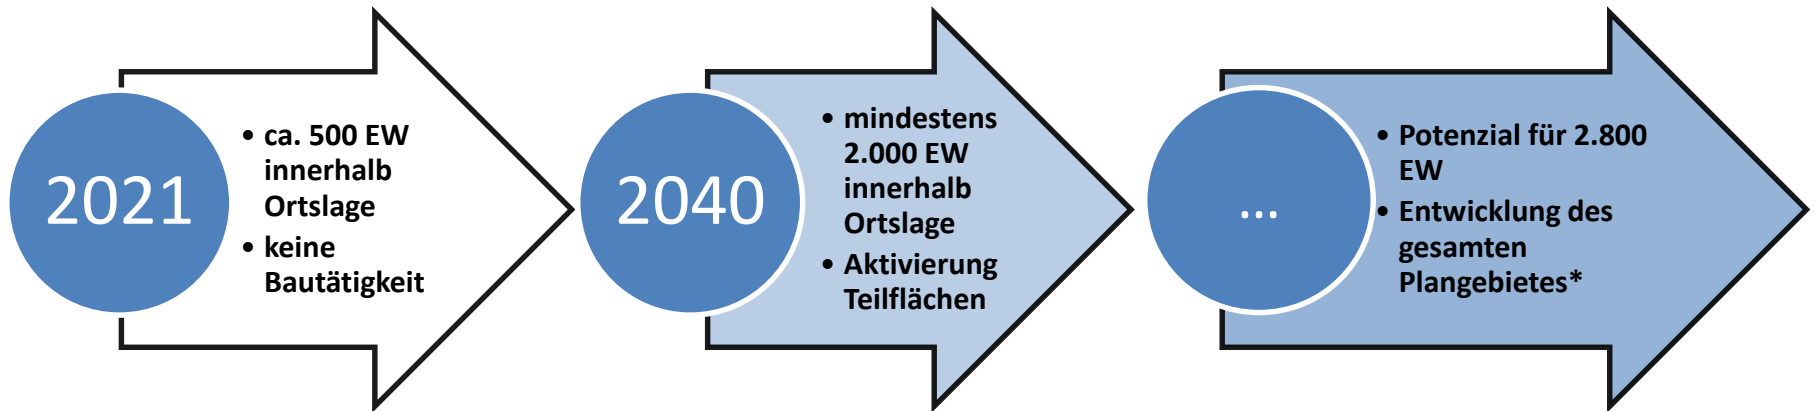 2021
• ca. 500 EW
innerhalb
Ortslage
• keine
Bautätigkeit
2040
• mindestens
2.000 EW
innerhalb
Ortslage
• Aktivierung
Teilflächen
...
• Potenzial für 2.800
EW
• Entwicklung des
gesamten
Plangebietes*